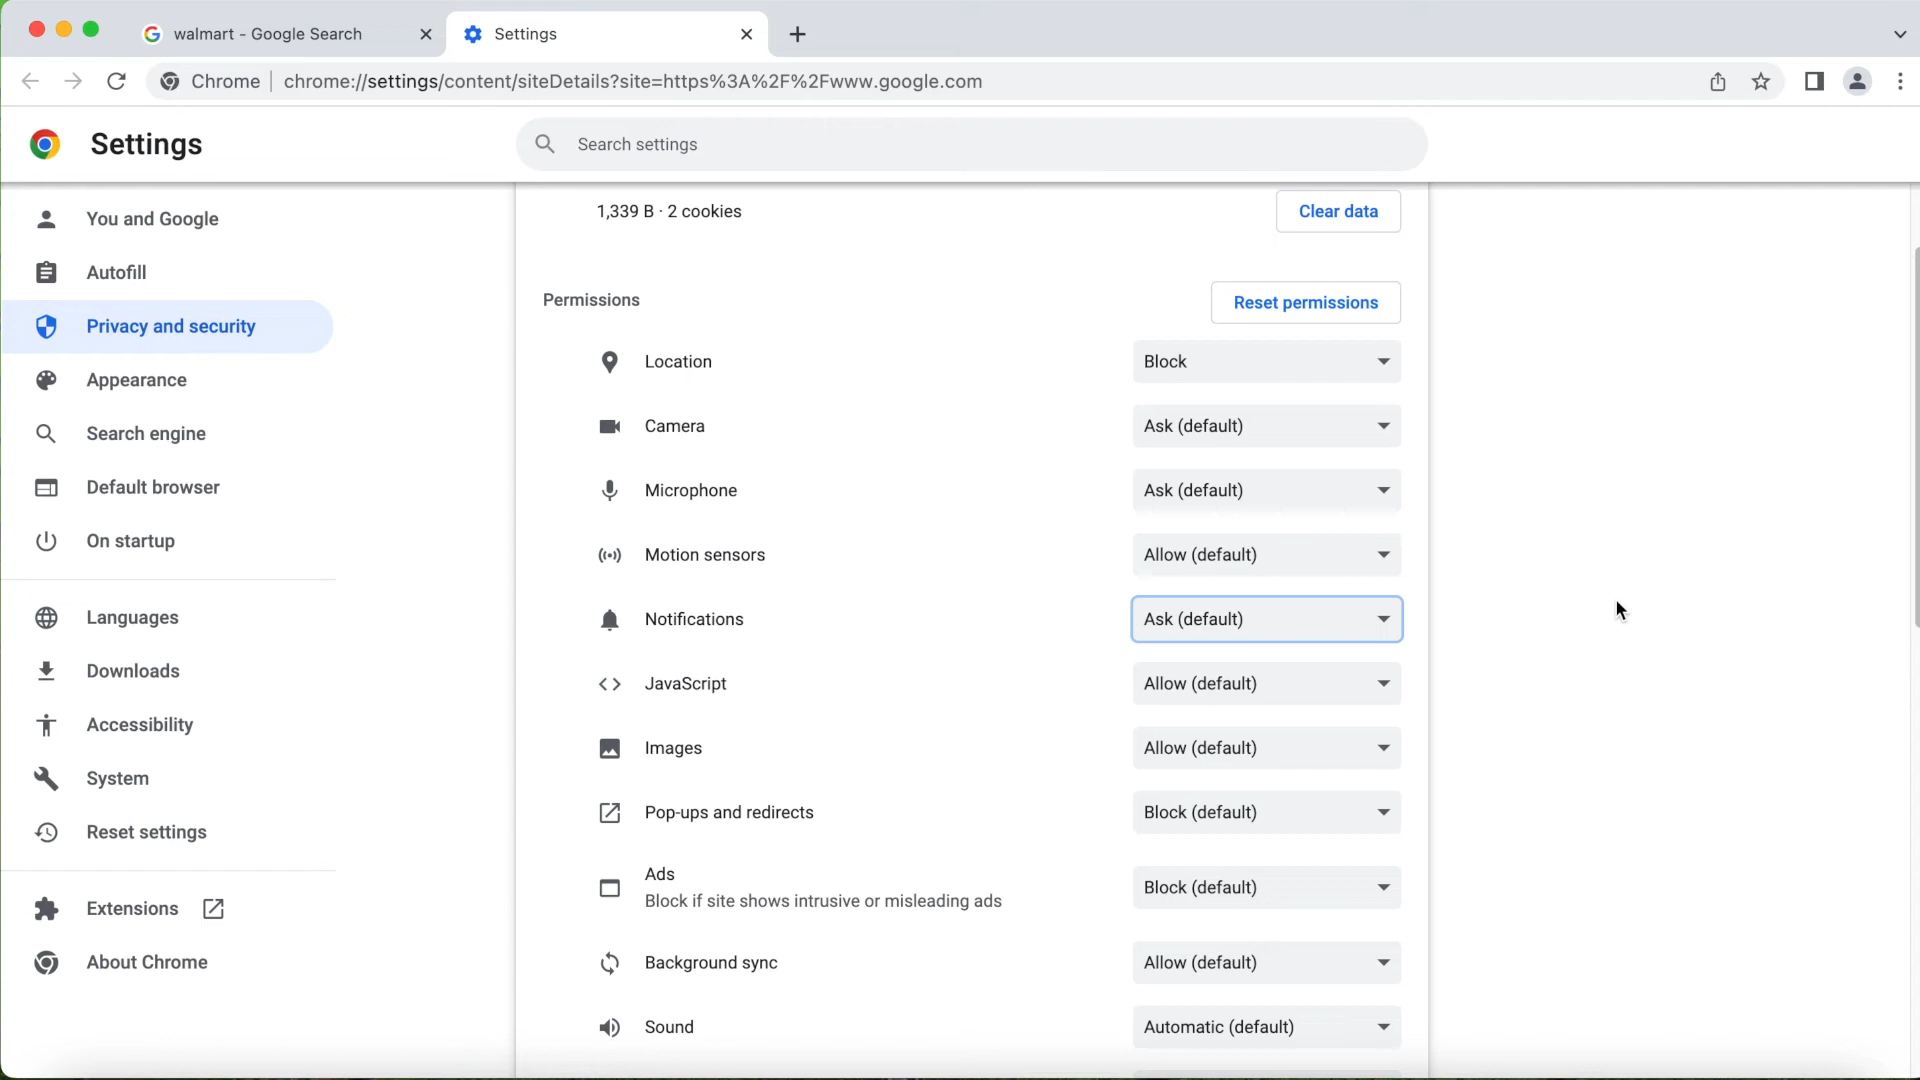 walmart - Google Search
Settings
Chrome
chrome://settings/content/siteDetails?site=https%3A%2F%2Fwww.google.com
Settings
Search settings
You and Google
Autofill
Privacy and security
Appearance
Search engine
Default browser
On startup
Languages
Downloads
Accessibility
System
Reset settings
Extensions
About Chrome
1,339 B · 2 cookies
Clear data
Permissions
Reset permissions
Location
Block
Camera
Ask (default)
Microphone
Ask (default)
Motion sensors
Allow (default)
Notifications
Ask (default)
JavaScript
Allow (default)
Images
Allow (default)
Pop-ups and redirects
Block (default)
Ads
Block if site shows intrusive or misleading ads
Block (default)
Background sync
Allow (default)
Sound
Automatic (default)